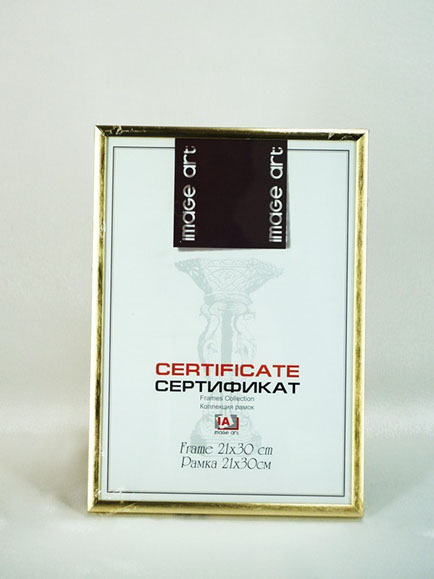 image art
image art
CERTIFICATE
СЕРТИФИКАТ
Frames Collection
Коллекция рамок
IA
image art
Frame 21x30 cm
Рамка 21x30см